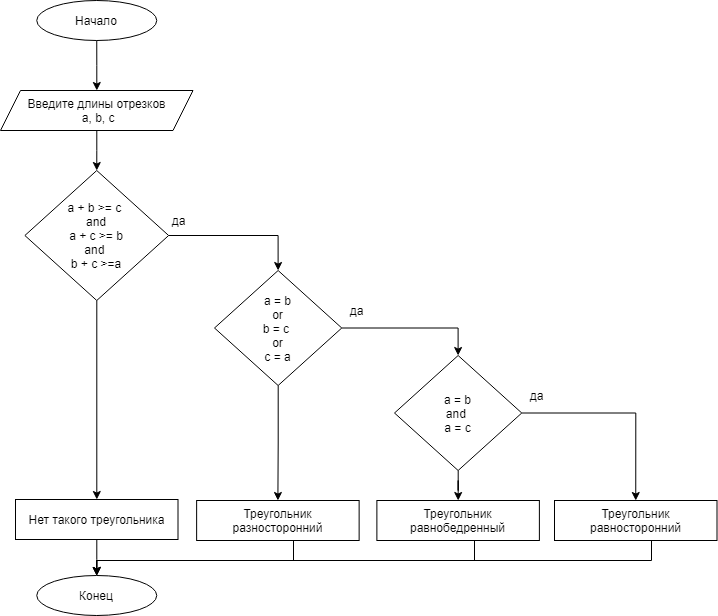 Начало
Введите длины отрезков
a, b, c
a + b >= c
and
a + c >= b
and
b + c >=a
да
a = b
or
b = c
or
c = a
да
a = b
and
a = c
да
Нет такого треугольника
Треугольник
разносторонний
Треугольник
равнобедренный
Треугольник
равносторонний
Конец